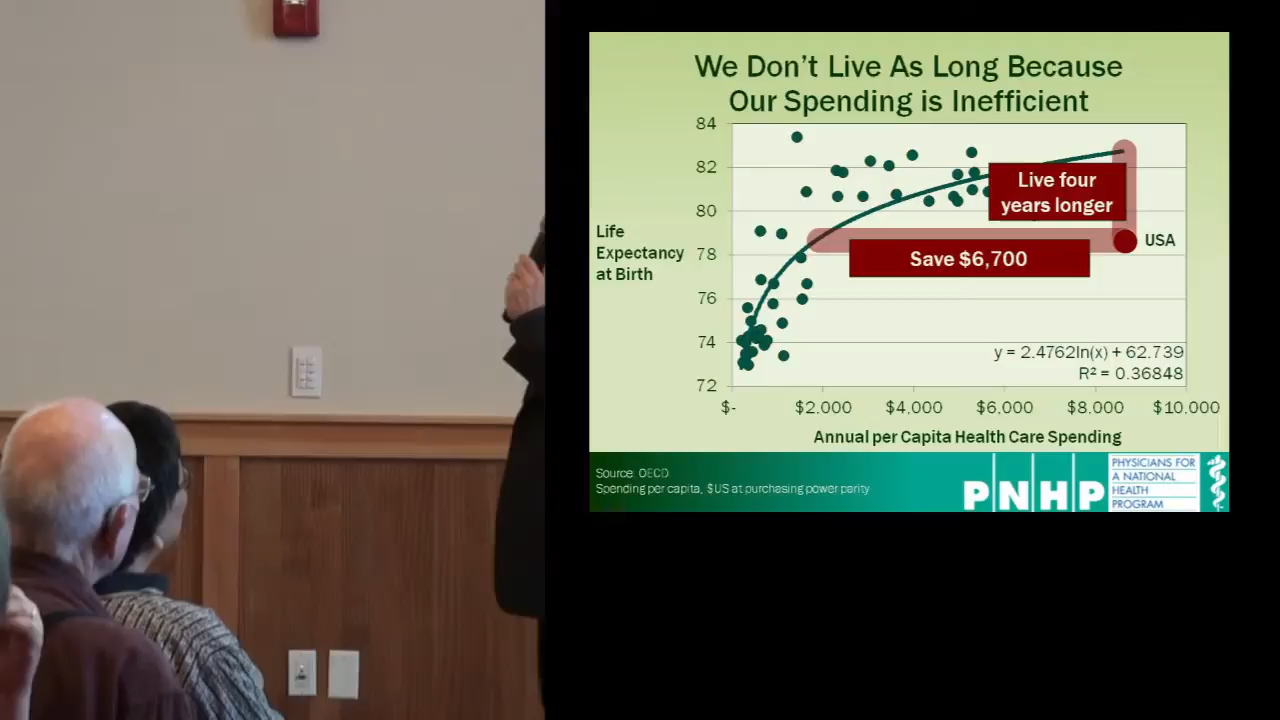 We Don't Live As Long Because
Our Spending is Inefficient
84
82
80
78
76
74
72
Life
Expectancy
at Birth
Live four
years longer
Save $6,700
USA
y = 2.4762ln(x) + 62.739
R² = 0.36848
$-
$2,000
$4,000
$6,000
$8,000
$10,000
Annual per Capita Health Care Spending
Source: OECD
Spending per capita, $US at purchasing power parity
PNHP
PHYSICIANS FOR
A NATIONAL
HEALTH
PROGRAM